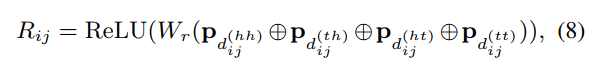 R_{ij} = ReLU(W_r(p_{d_{ij}^{(hh)}} ⊕ p_{d_{ij}^{(th)}} ⊕ p_{d_{ij}^{(ht)}} ⊕ p_{d_{ij}^{(tt)}})), (8)